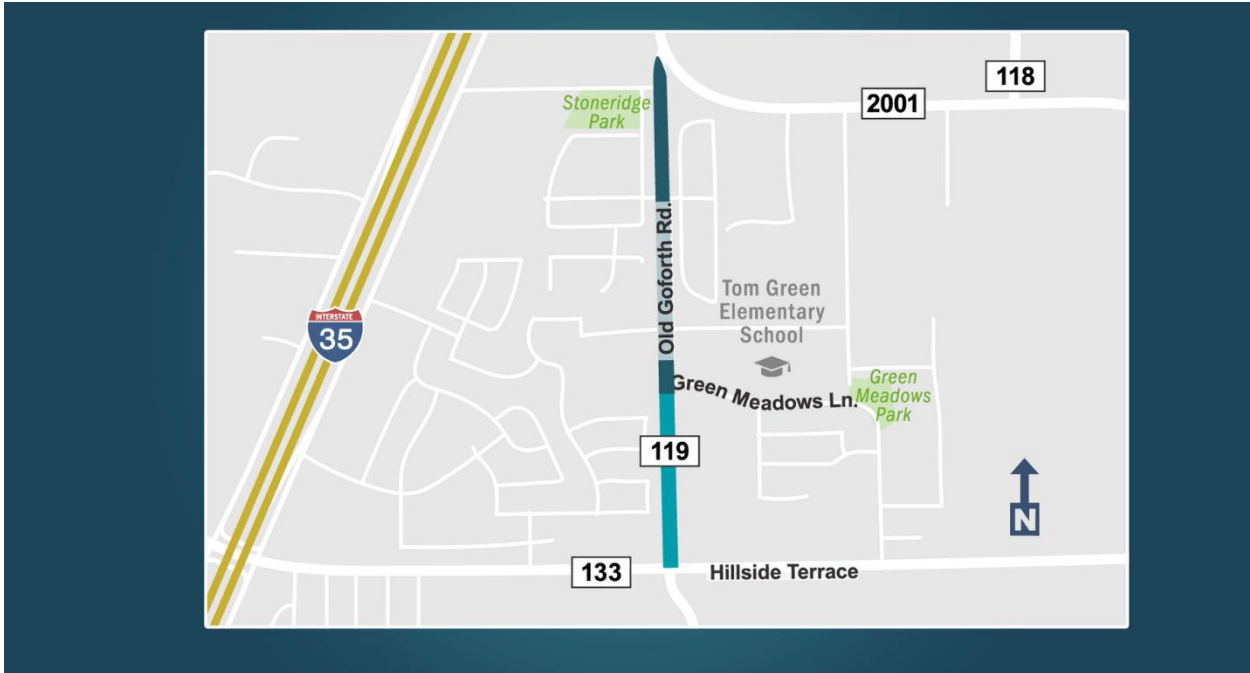 118
2001
Stoneridge
Park
Old Goforth Rd.
Tom Green
Elementary
School
INTERSTATE
35
Green Meadows Ln.
Green
Meadows
Park
119
N
133
Hillside Terrace